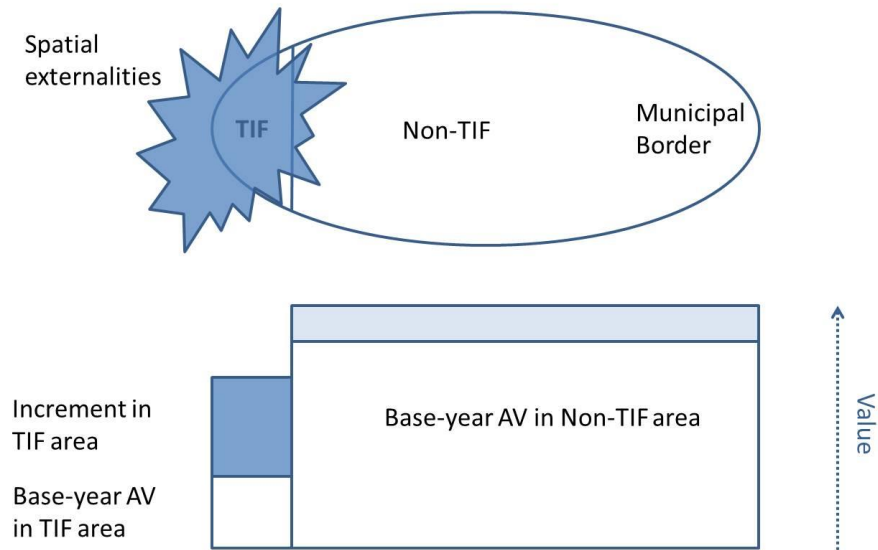 Spatial
externalities
TIF
Non-TIF
Municipal
Border
Increment in
TIF area
Base-year AV
in TIF area
Base-year AV in Non-TIF area
Value